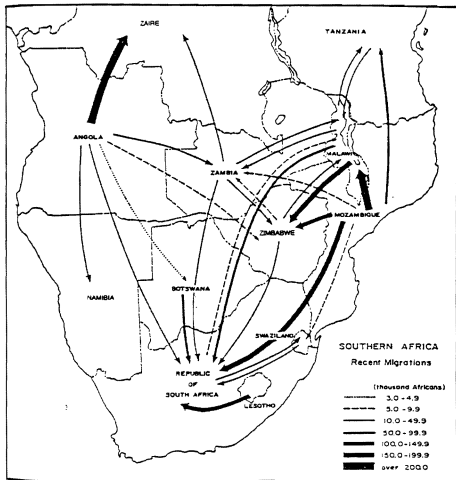 ZAIRE
TANZANIA
ANGOLA
MALAWI
ZAMBIA
MOZAMBIQUE
ZIMBABWE
NAMIBIA
BOTSWANA
SWAZILAND
REPUBLIC
OF
SOUTH AFRICA
LESOTHO
SOUTHERN AFRICA
Recent Migrations
(thousand Africans)
3.0-4.9
5.0-9.9
10.0-49.9
50.0-99.9
100.0-149.9
150.0-199.9
over 200.0